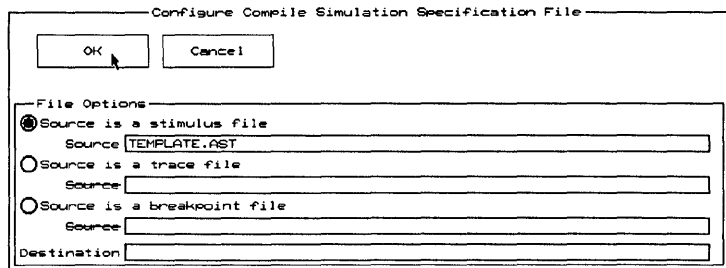 Configure Compile Simulation Specification File
OK Cancel
File Options
Source is a stimulus file
Source TEMPLATE.AST
Source is a trace file
Source
Source is a breakpoint file
Source
Destination